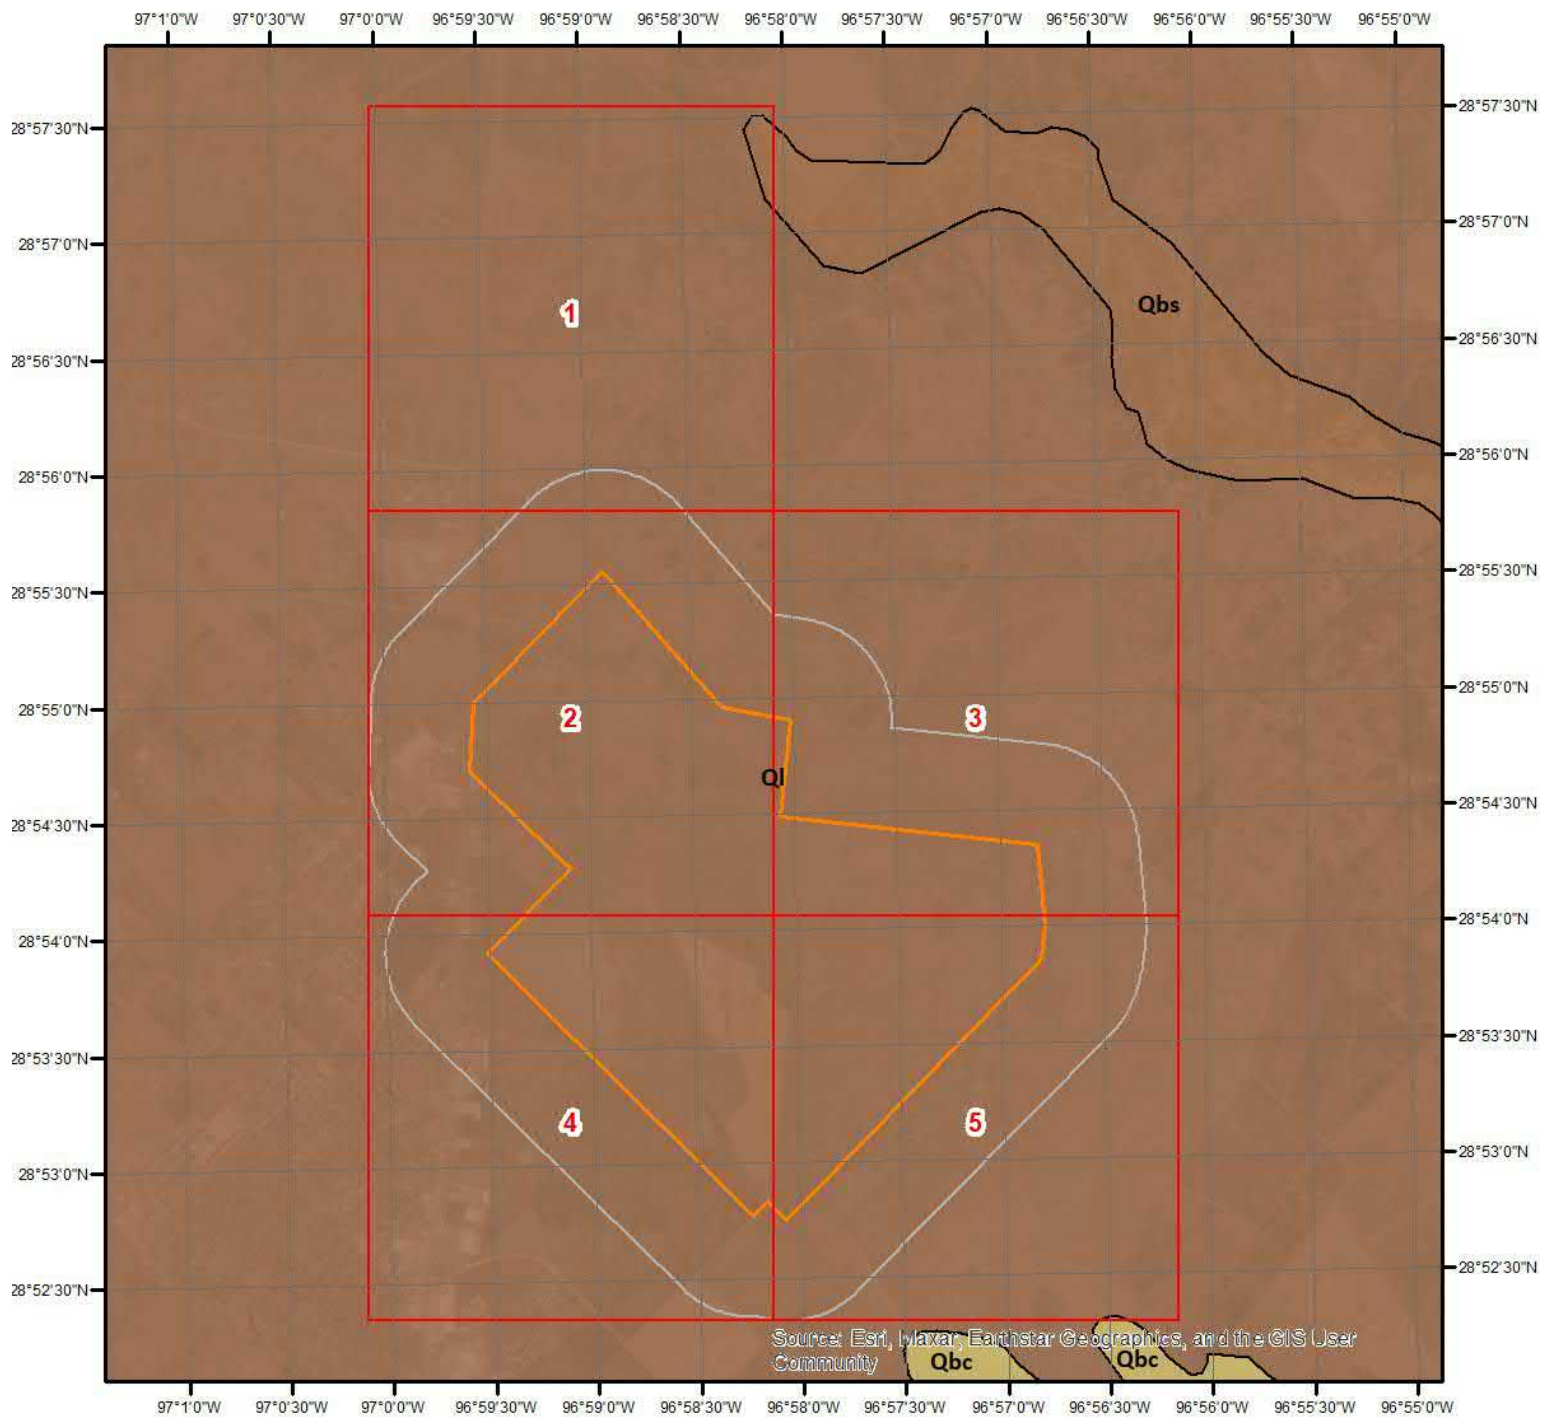 97°1'0"W 97°0'30"W 97°0'0"W 96°59'30"W 96°59'0"W 96°58'30"W 96°58'0"W 96°57'30"W 96°57'0"W 96°56'30"W 96°56'0"W 96°55'30"W 96°55'0"W
28°57'30"N 28°57'30"N
28°57'0"N 28°57'0"N
Qbs
1
28°56'30"N 28°56'30"N
28°56'0"N 28°56'0"N
28°55'30"N 28°55'30"N
28°55'0"N 28°55'0"N
2 3
Ql
28°54'30"N 28°54'30"N
28°54'0"N 28°54'0"N
28°53'30"N 28°53'30"N
4 5
28°53'0"N 28°53'0"N
28°52'30"N 28°52'30"N
Source: Esri, Maxar, Earthstar Geographics, and the GIS User
Community
Qbc Qbc
97°1'0"W 97°0'30"W 97°0'0"W 96°59'30"W 96°59'0"W 96°58'30"W 96°58'0"W 96°57'30"W 96°57'0"W 96°56'30"W 96°56'0"W 96°55'30"W 96°55'0"W